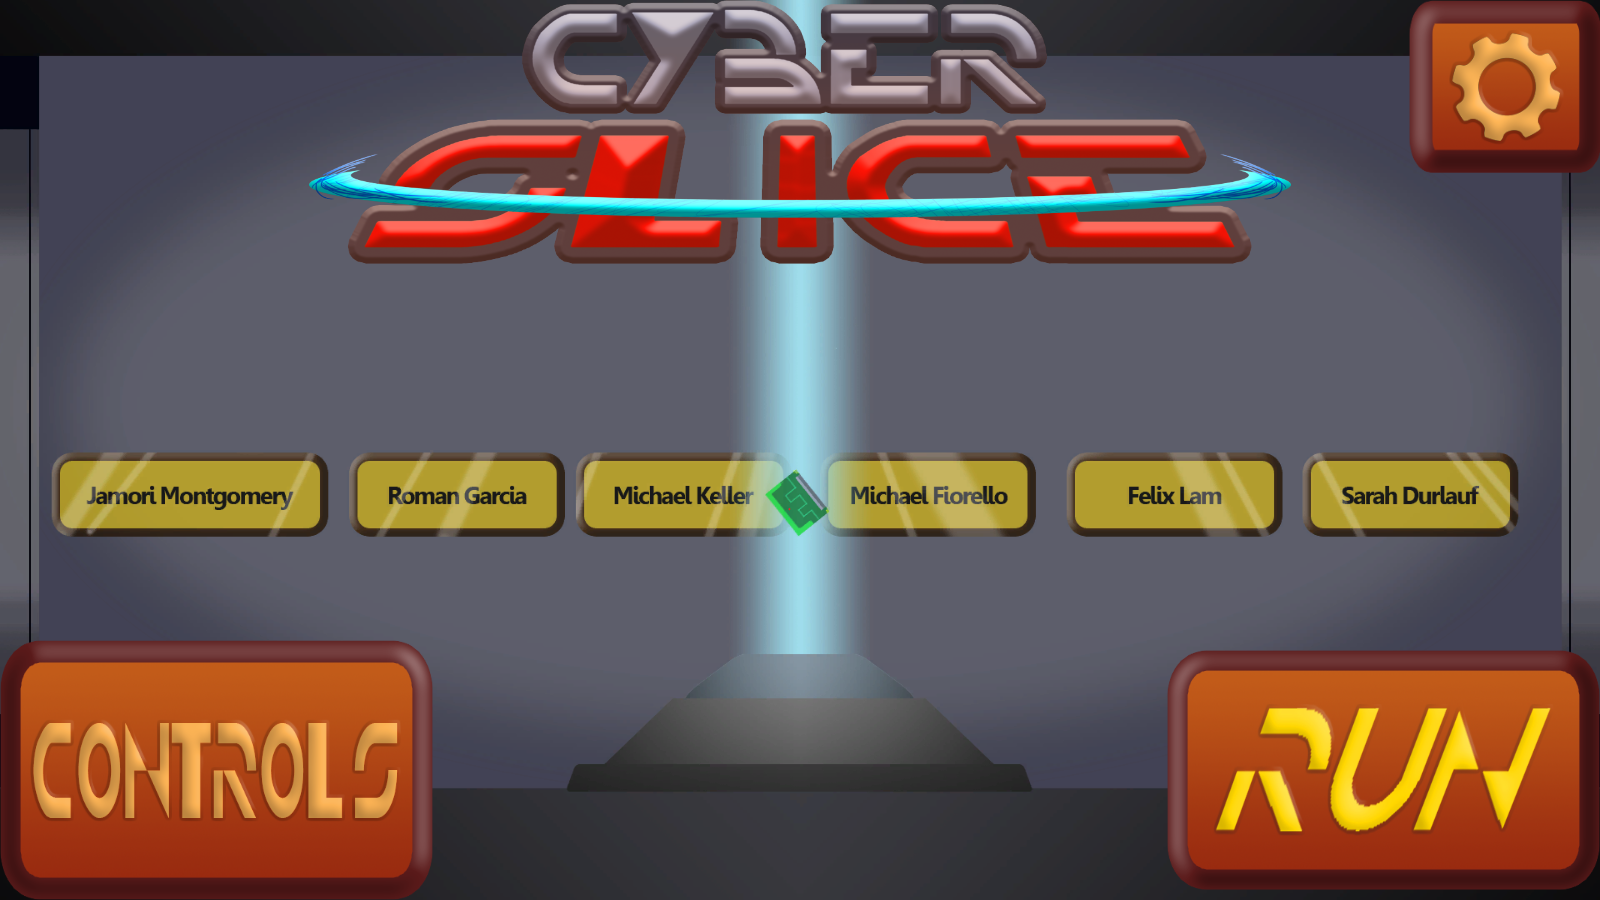 CYBER
SLICE
Jamori Montgomery
Roman Garcia
Michael Keller
Michael Fiorello
Felix Lam
Sarah Durlauf
CONTROLS
RUN